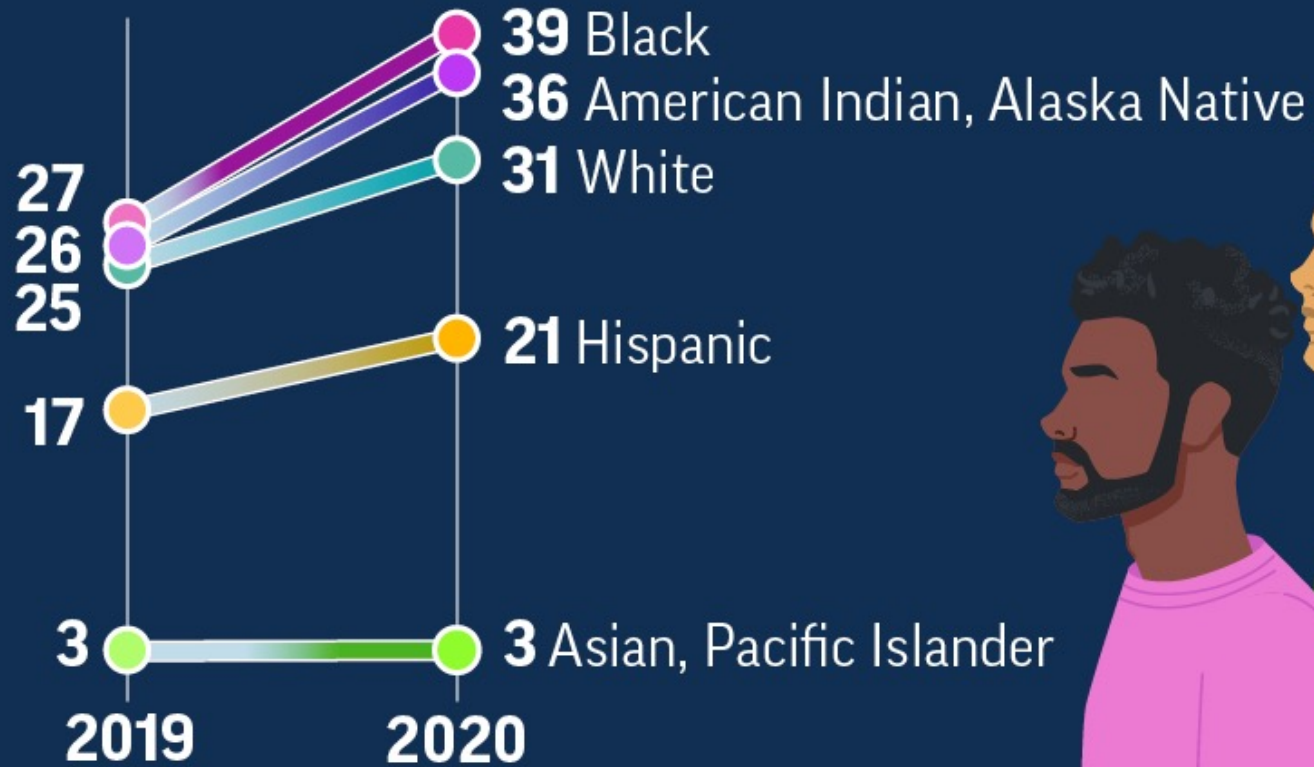 39 Black
27
36 American Indian, Alaska Native
26
31 White
25
21 Hispanic
17
3
3 Asian, Pacific Islander
2019
2020